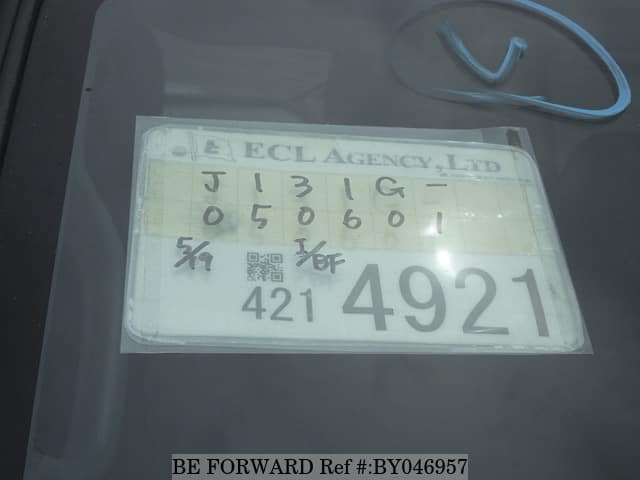 ECL AGENCY, LTD
J131G-
050601
5/9 I/BF
421 4921
BE FORWARD Ref #:BY046957